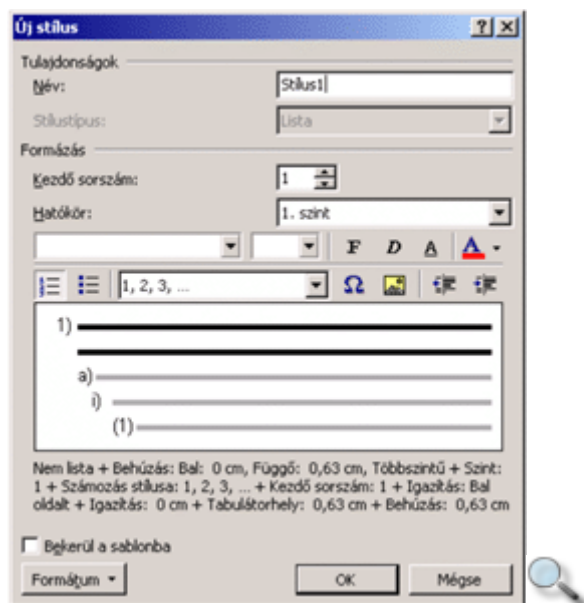 Új stílus
Tulajdonságok
Név: Stílus1
Stílustípus: Lista
Formázás
Kezdő sorszám: 1
Hatókör: 1. szint
F D A A
1, 2, 3, ... Ω
1)
a)
i)
(1)
Nem lista + Behúzás: Bal: 0 cm, Függő: 0,63 cm, Többszintű + Szint:
1 + Számozás stílusa: 1, 2, 3, ... + Kezdő sorszám: 1 + Igazítás: Bal
oldalt + Igazítás: 0 cm + Tabulátorhely: 0,63 cm + Behúzás: 0,63 cm
Bekerül a sablonba
Formátum OK Mégse